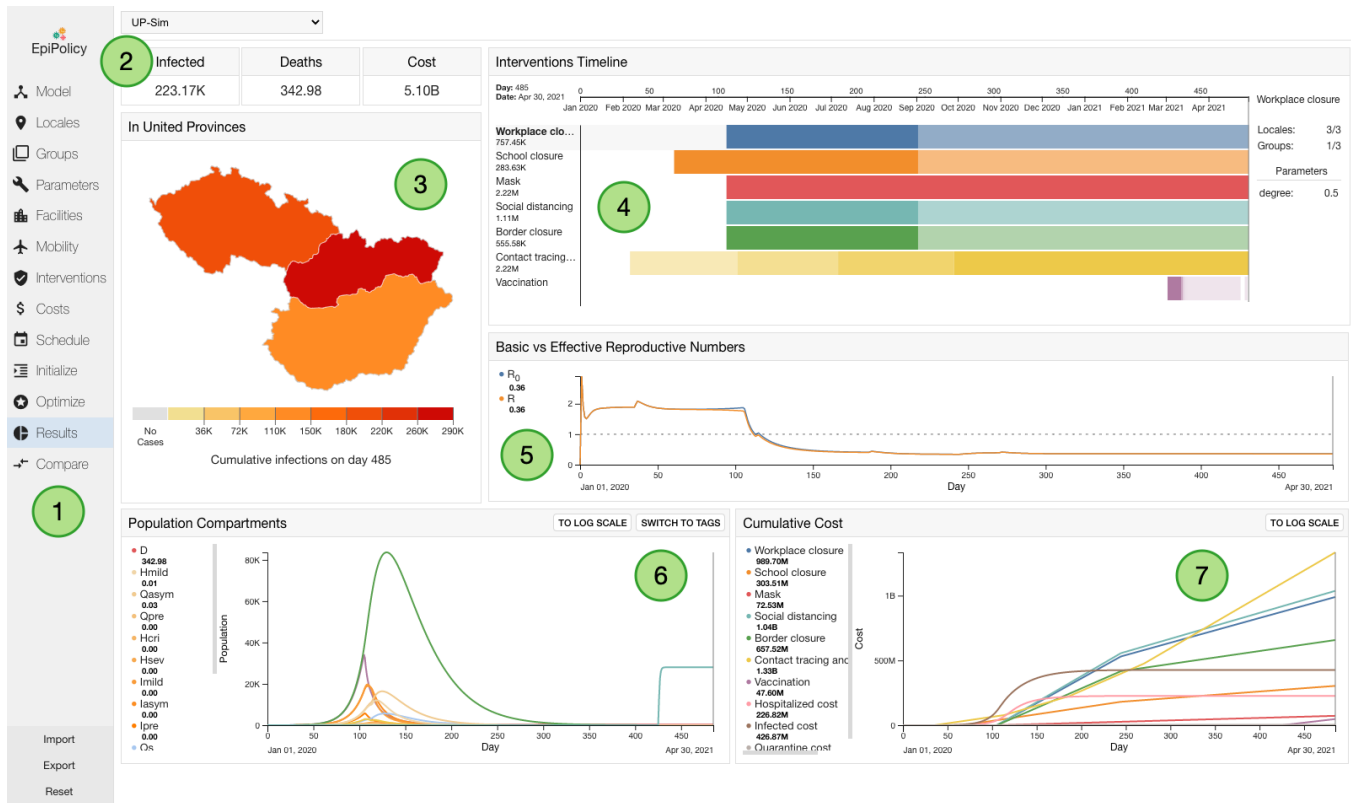 EpiPolicy
Model
Locales
Groups
Parameters
Facilities
Mobility
Interventions
Costs
Schedule
Initialize
Optimize
Results
Compare
1
Import
Export
Reset
UP-Sim
2
Infected Deaths Cost
223.17K 342.98 5.10B
In United Provinces
3
No Cases 36K 72K 110K 150K 180K 220K 260K 290K
Cumulative infections on day 485
Interventions Timeline
Day: 485
Date: Apr 30, 2021
0 50 100 150 200 250 300 350 400 450
Jan 2020 Feb 2020 Mar 2020 Apr 2020 May 2020 Jun 2020 Jul 2020 Aug 2020 Sep 2020 Oct 2020 Nov 2020 Dec 2020 Jan 2021 Feb 2021 Mar 2021 Apr 2021
Workplace clo...
757.45K
School closure
283.63K
Mask
2.22M
Social distancing
1.11M
Border closure
555.58K
Contact tracing...
2.22M
Vaccination
4
Workplace closure
Locales: 3/3
Groups: 1/3
Parameters
degree: 0.5
Basic vs Effective Reproductive Numbers
R0
0.36
R
0.36
5
2
1
0
0 50 100 150 200 250 300 350 400 450
Jan 01, 2020 Day Apr 30, 2021
Population Compartments TO LOG SCALE SWITCH TO TAGS
D
342.98
Hmild
0.01
Qasym
0.03
Qpre
0.00
Hcri
0.00
Hsev
0.00
Imild
0.00
Iasym
0.00
Ipre
0.00
Qs
6
Population
80K
60K
40K
20K
0
0 50 100 150 200 250 300 350 400 450
Jan 01, 2020 Day Apr 30, 2021
Cumulative Cost TO LOG SCALE
Workplace closure
989.70M
School closure
303.51M
Mask
72.53M
Social distancing
1.04B
Border closure
657.52M
Contact tracing and
1.33B
Vaccination
47.60M
Hospitalized cost
226.82M
Infected cost
426.87M
Quarantine cost
7
Cost
1B
500M
0
0 50 100 150 200 250 300 350 400 450
Jan 01, 2020 Day Apr 30, 2021